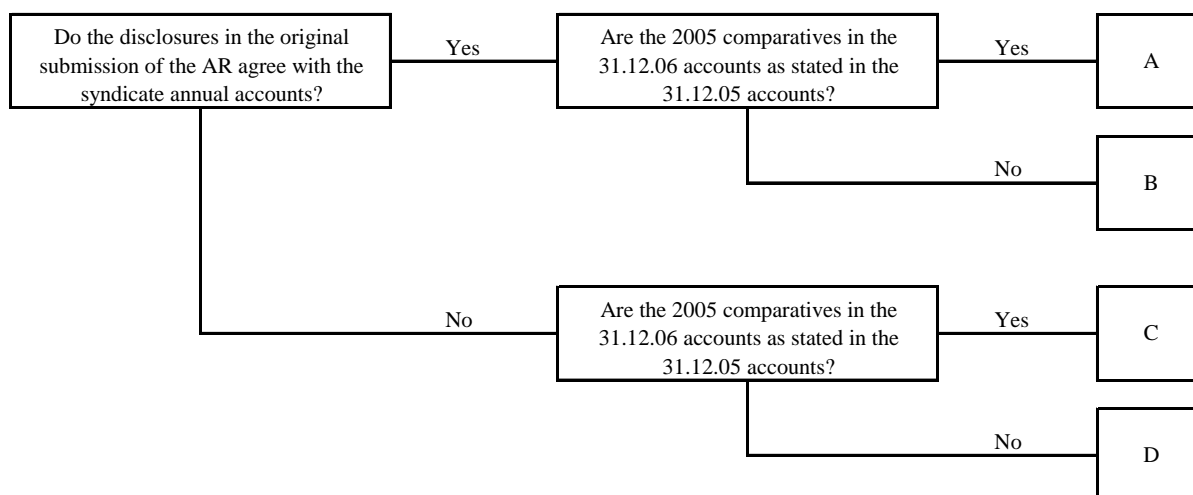 Do the disclosures in the original
submission of the AR agree with the
syndicate annual accounts?
Yes
Are the 2005 comparatives in the
31.12.06 accounts as stated in the
31.12.05 accounts?
Yes
A
No
B
No
Are the 2005 comparatives in the
31.12.06 accounts as stated in the
31.12.05 accounts?
Yes
C
No
D